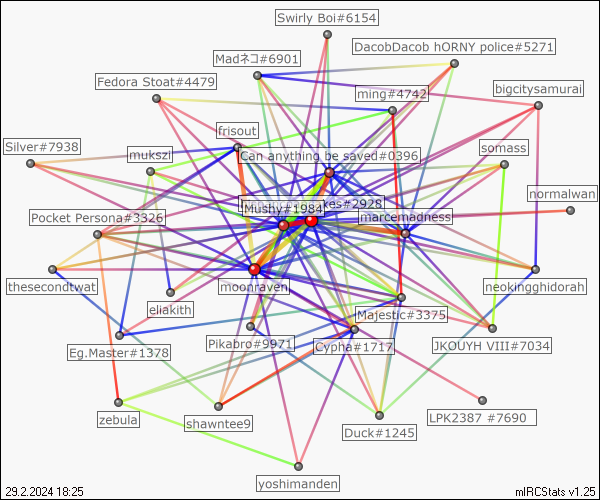 Swirly Boi#6154
DacobDacob hORNY police#5271
Madネコ#6901
Fedora Stoat#4479
ming#4742
bigcitysamurai
frisout
Silver#7938
mukszi
Can anything be saved#0396
somass
normalwan
kes#2928
Mushy#1984
Pocket Persona#3326
marcemadness
thesecondtwat
eliakith
moonraven
neokingghidorah
Majestic#3375
Eg.Master#1378
Pikabro#9971
Cypha#1717
JKOUYH VIII#7034
zebula
shawntee9
Duck#1245
LPK2387 #7690
yoshimanden
29.2.2024 18:25
mIRCStats v1.25